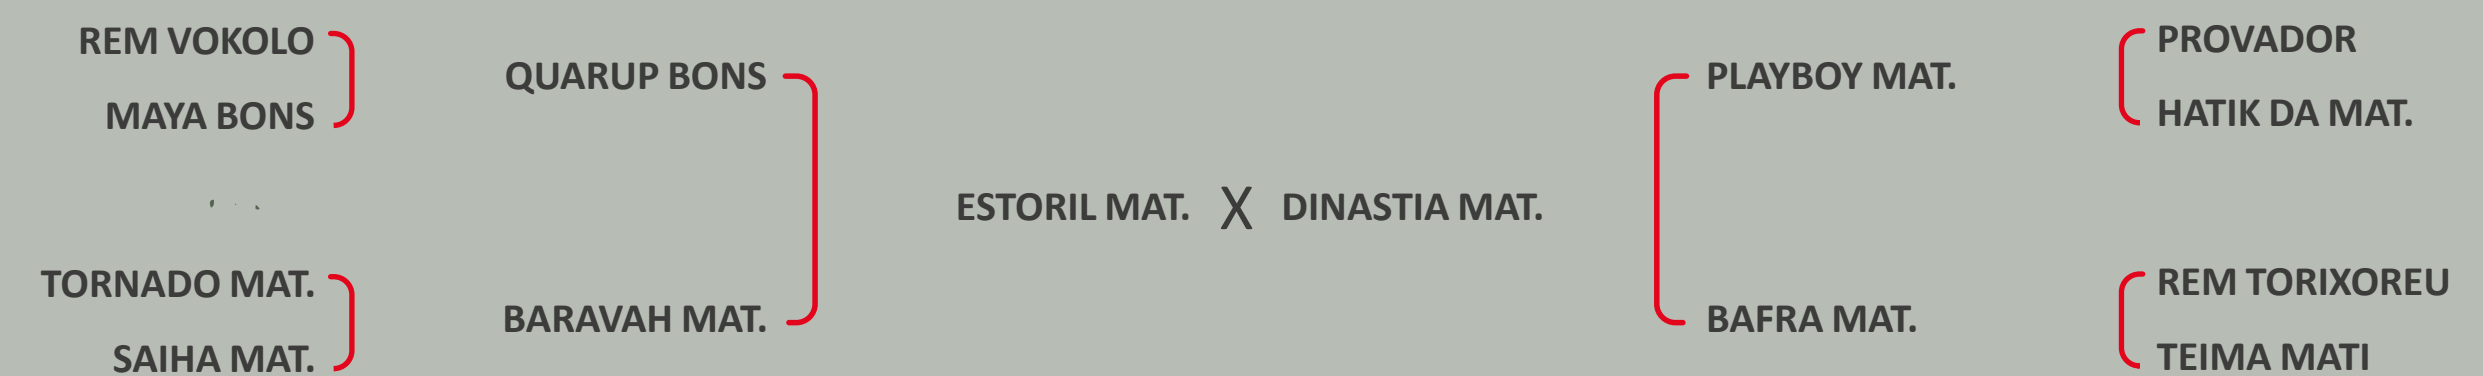 REM VOKOLO
MAYA BONS
QUARUP BONS
PLAYBOY MAT.
PROVADOR
HATIK DA MAT.
ESTORIL MAT. X DINASTIA MAT.
TORNADO MAT.
SAIHA MAT.
BARAVAH MAT.
BAFRA MAT.
REM TORIXOREU
TEIMA MATI